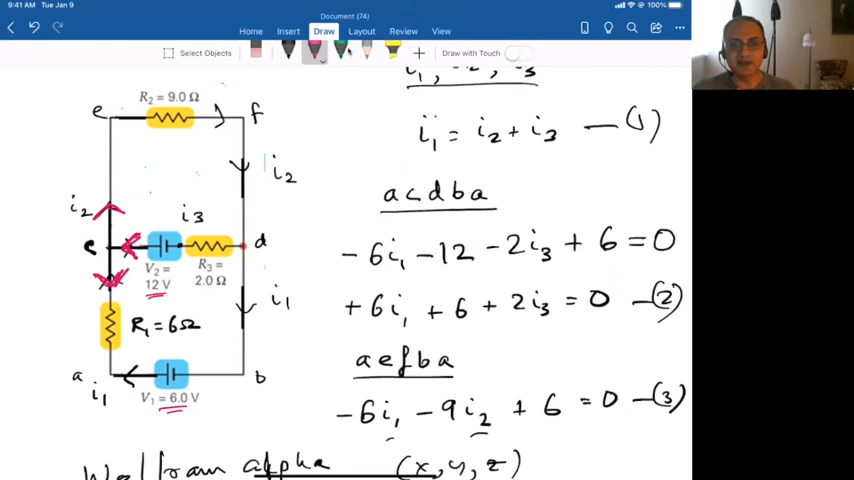 9:41 AM Tue Jan 9
100%
Document (74)
Home Insert Draw Layout Review View
Select Objects
Draw with Touch
i₁ = i₂ + i₃ — (1)
acdba
-6i₁ - 12 - 2i₃ + 6 = 0
+6i₁ + 6 + 2i₃ = 0 — (2)
aefba
-6i₁ - 9i₂ + 6 = 0 — (3)
Wolfram alpha (x, y, z)
R₂ = 9.0 Ω
e f
i₂
i₂ i₃
c d
V₂ = 12 V
R₃ = 2.0 Ω
i₁
R₁ = 6Ω
a b
i₁
V₁ = 6.0 V